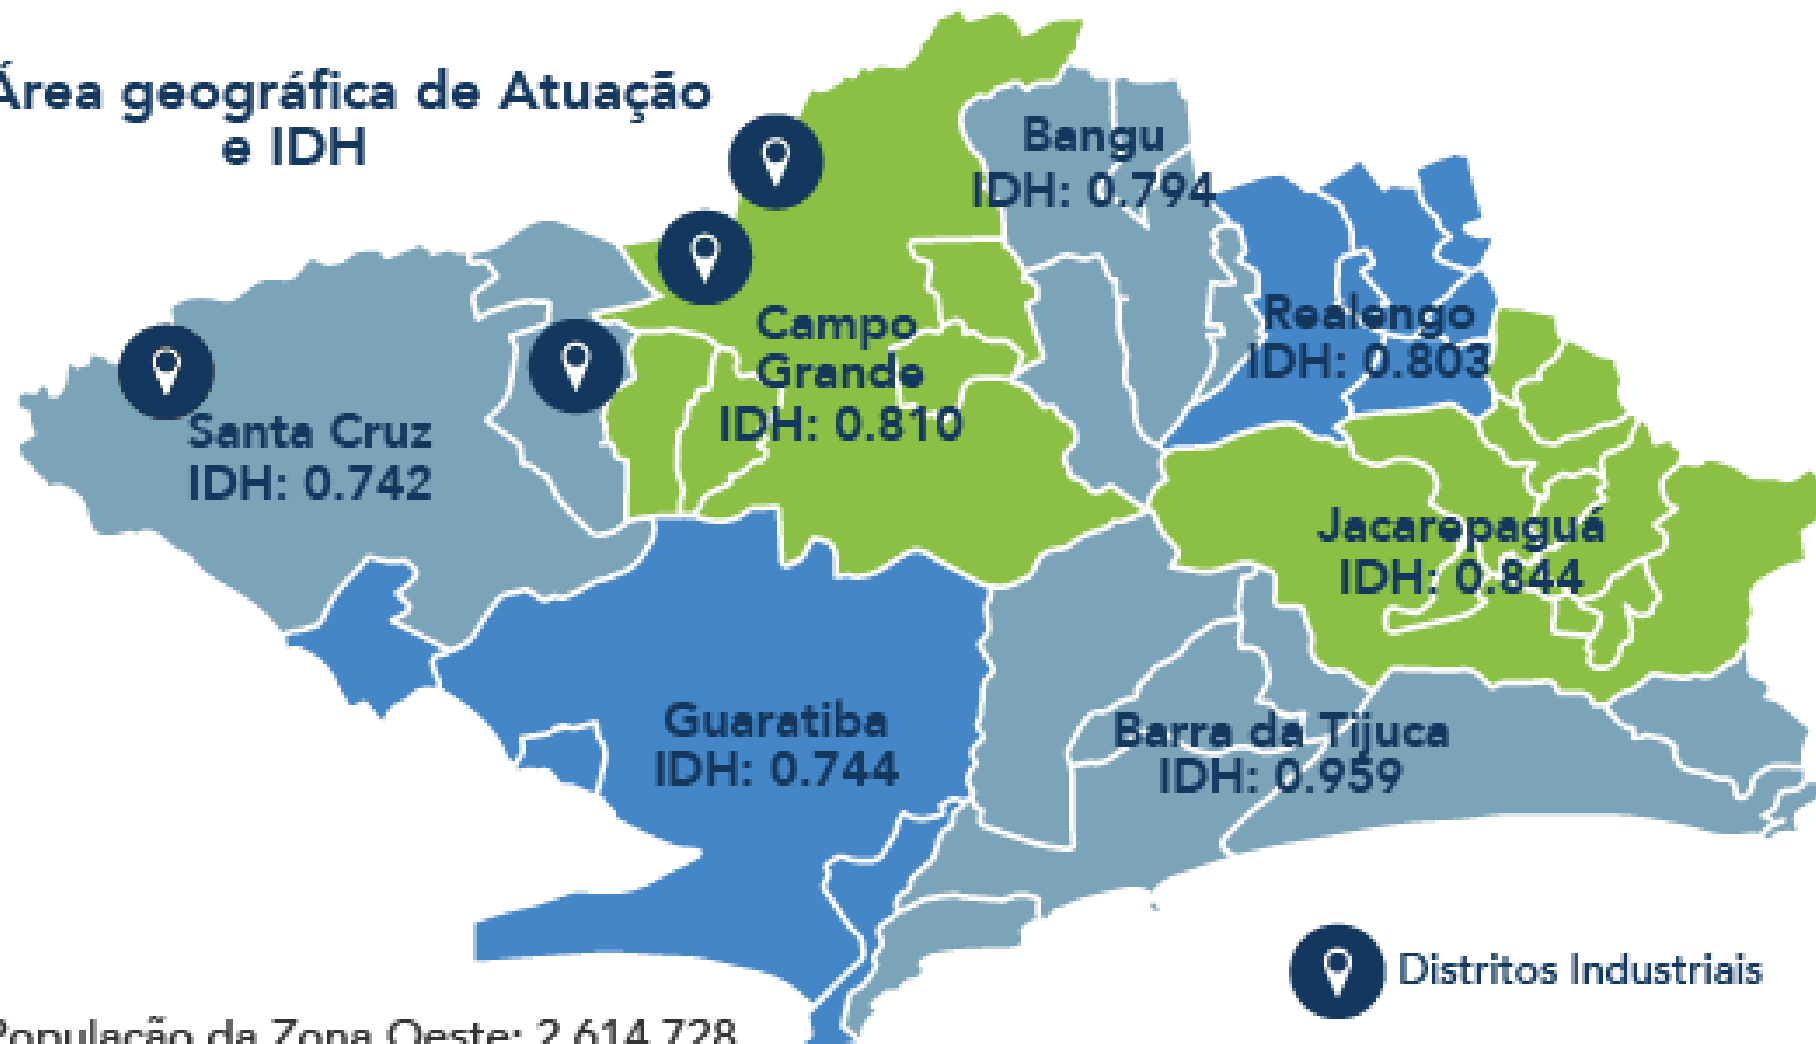 Área geográfica de Atuação
e IDH
Bangu
IDH: 0.794
Realengo
IDH: 0.803
Campo
Grande
IDH: 0.810
Santa Cruz
IDH: 0.742
Jacarepaguá
IDH: 0.844
Guaratiba
IDH: 0.744
Barra da Tijuca
IDH: 0.959
Distritos Industriais
População da Zona Oeste: 2.614.728